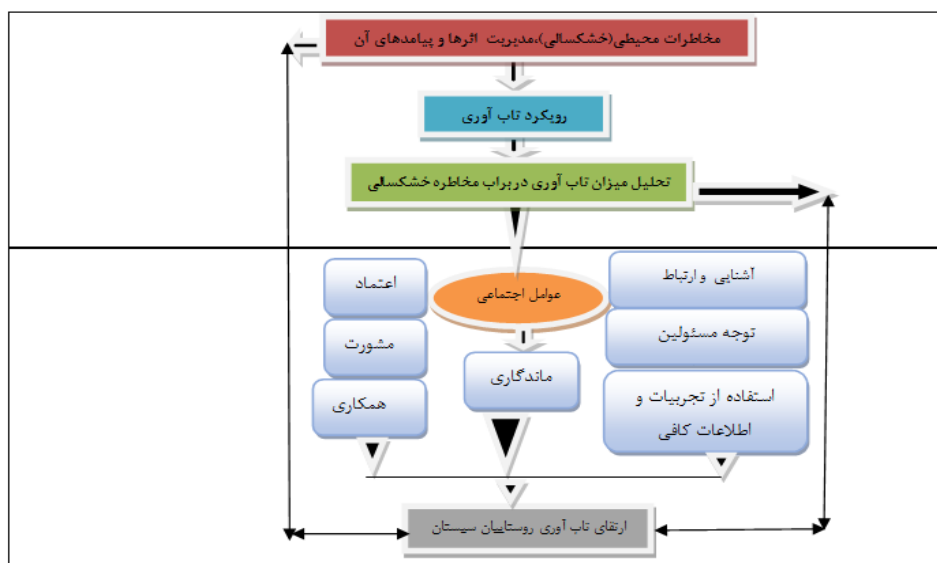 مخاطرات محیطی(خشکسالی)،مدیریت اثرها و پیامدهای آن
رویکرد تاب آوری
تحلیل میزان تاب آوری دربراب مخاطره خشکسالی
عوامل اجتماعی
آشنایی و ارتباط
توجه مسئولین
استفاده از تجربیات و
اطلاعات کافی
ماندگاری
اعتماد
مشورت
همکاری
ارتقای تاب آوری روستاییان سیستان